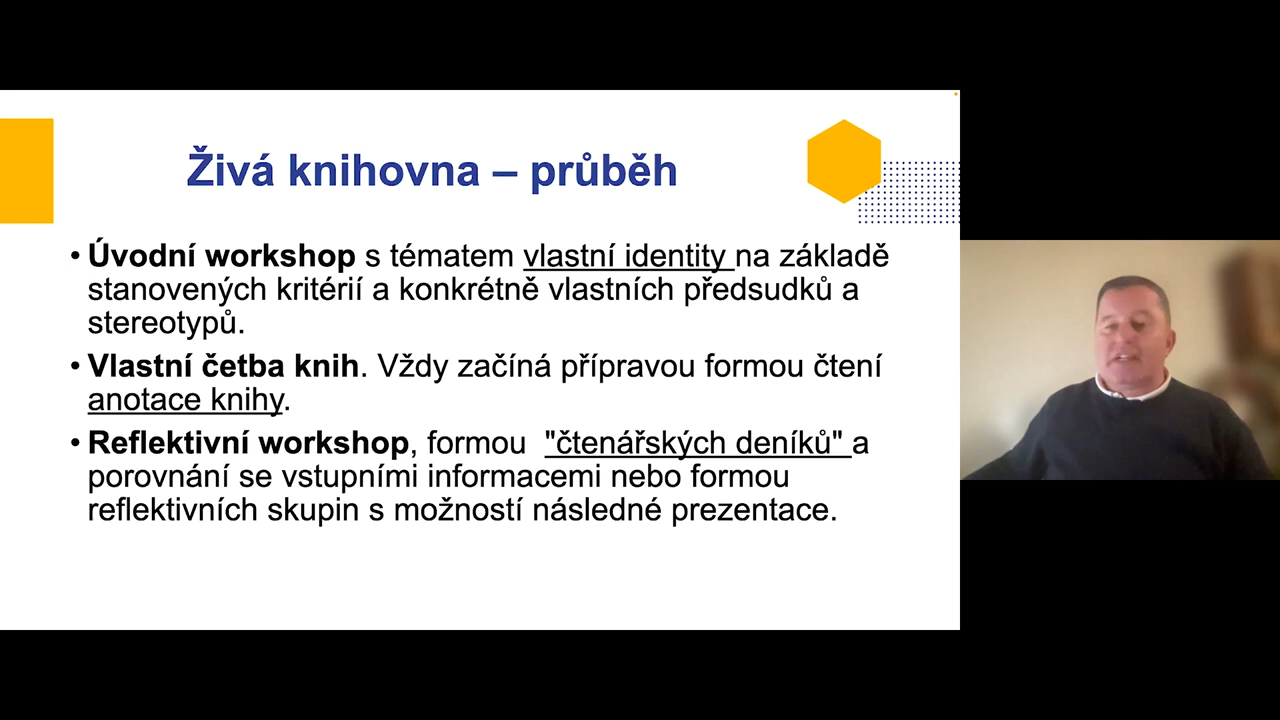 Živá knihovna – průběh
• Úvodní workshop s tématem vlastní identity na základě
stanovených kritérií a konkrétně vlastních předsudků a
stereotypů.
• Vlastní četba knih. Vždy začíná přípravou formou čtení
anotace knihy.
• Reflektivní workshop, formou "čtenářských deníků" a
porovnání se vstupními informacemi nebo formou
reflektivních skupin s možností následné prezentace.